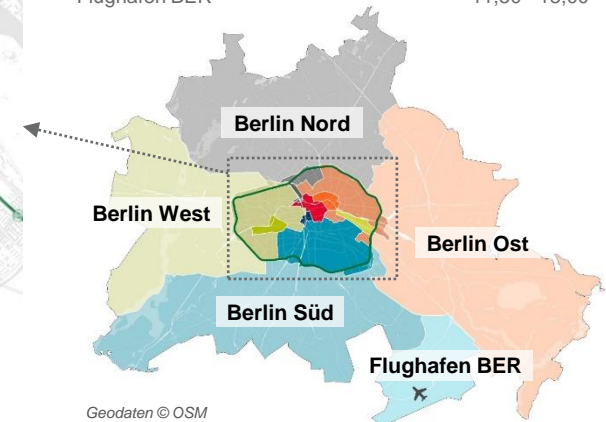 Berlin Nord
Berlin West
Berlin Ost
Berlin Süd
Flughafen BER
Geodaten © OSM